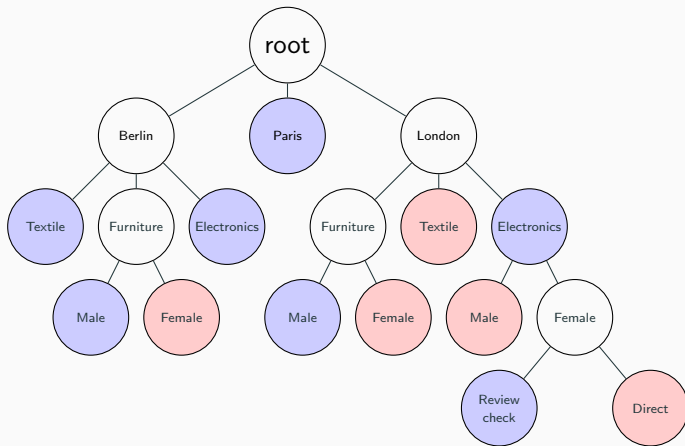 root
Berlin
Paris
London
Textile
Furniture
Electronics
Furniture
Textile
Electronics
Male
Female
Male
Female
Male
Female
Review
check
Direct